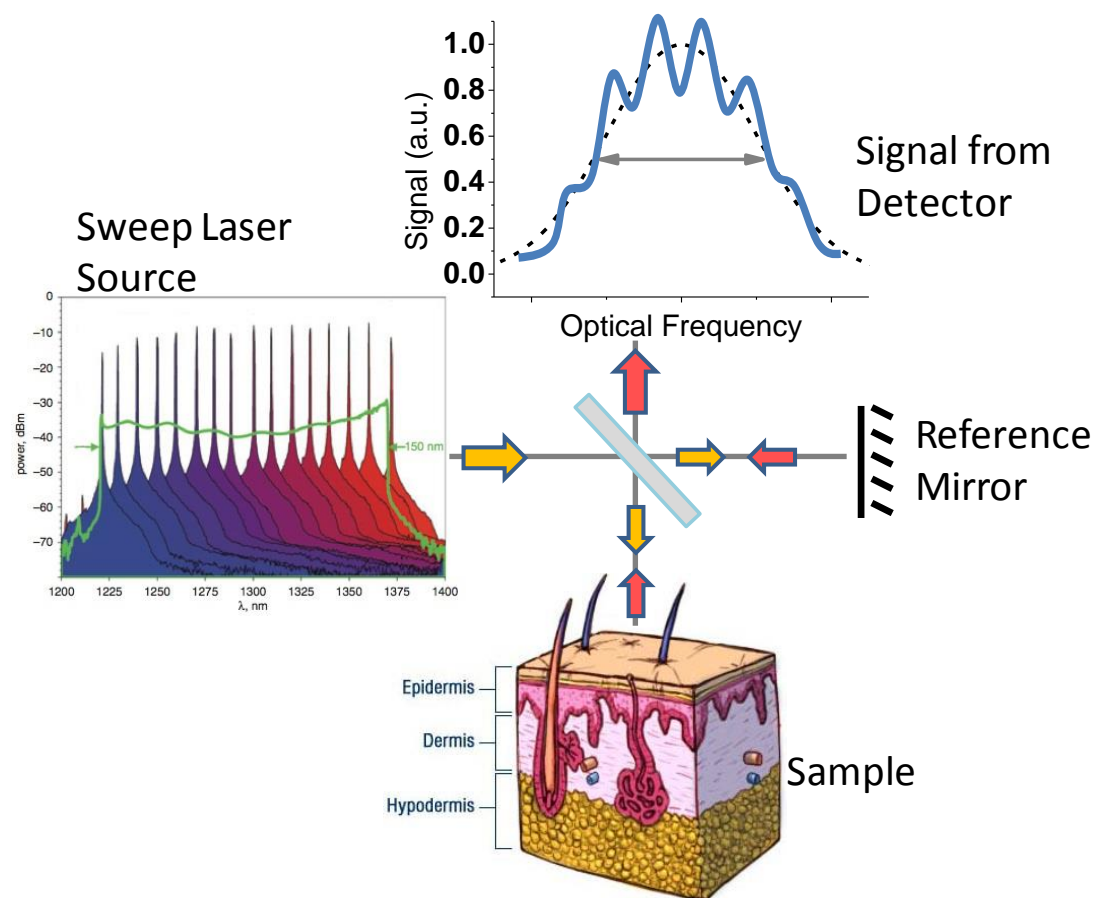 1.0
0.8
0.6
0.4
0.2
0.0
Signal (a.u.)
Optical Frequency
Signal from
Detector
Sweep Laser
Source
0
−10
−20
−30
−40
−50
−60
−70
power, dBm
150 nm
1200 1225 1250 1275 1300 1325 1350 1375 1400
λ, nm
Reference
Mirror
Epidermis
Dermis
Hypodermis
Sample